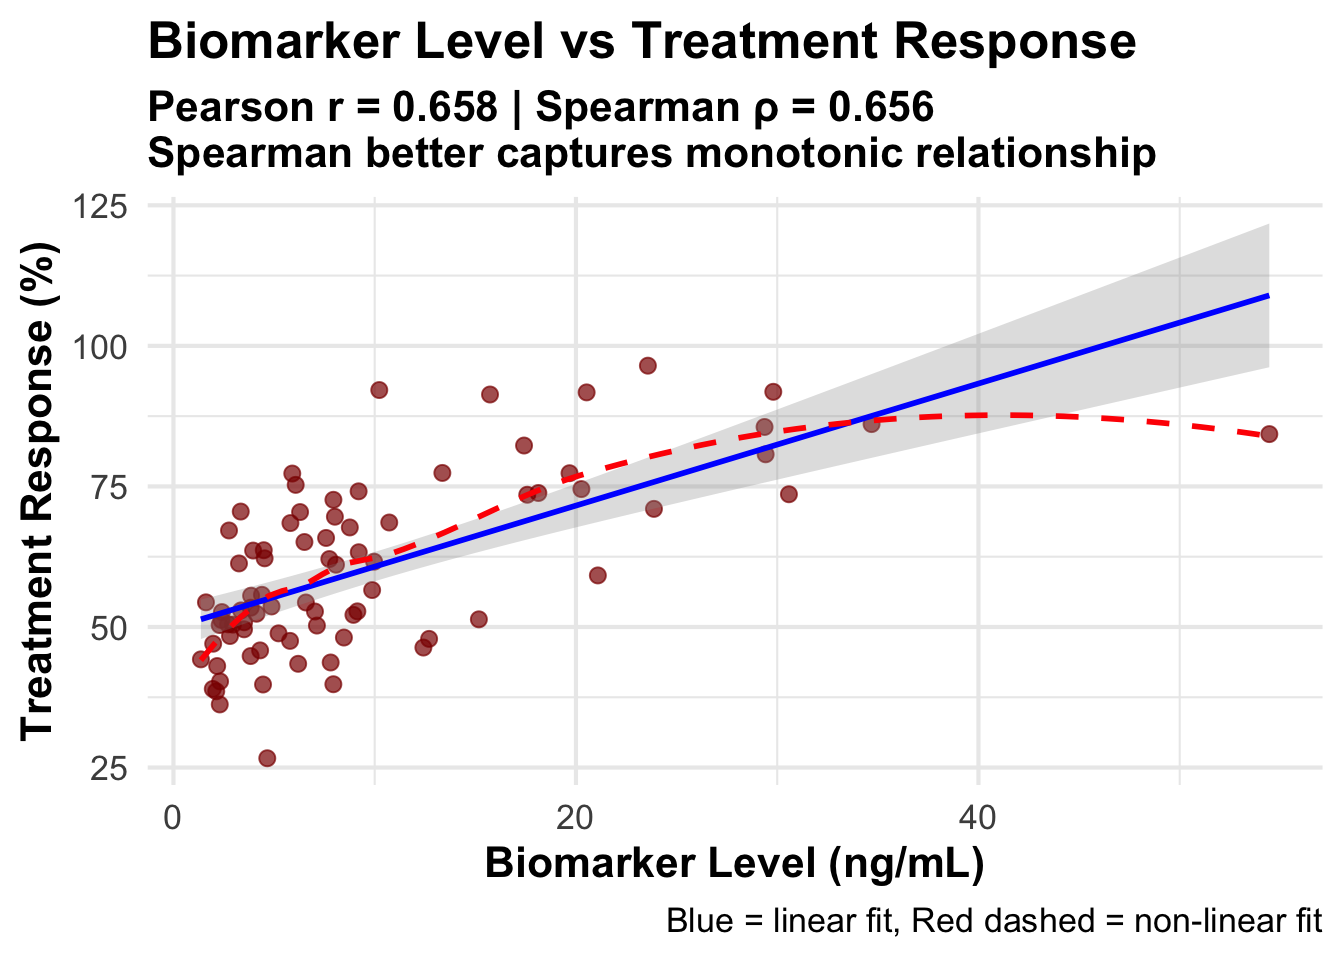 Biomarker Level vs Treatment Response
Pearson r = 0.658 | Spearman ρ = 0.656
Spearman better captures monotonic relationship
Treatment Response (%)
125
100
75
50
25
0
20
40
Biomarker Level (ng/mL)
Blue = linear fit, Red dashed = non-linear fit